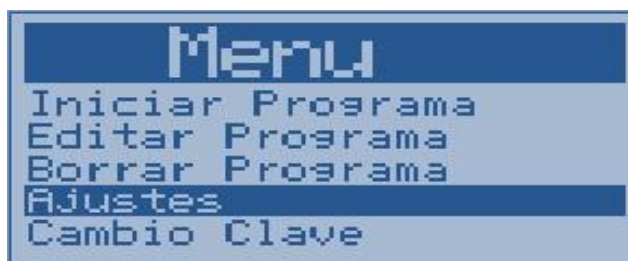 Menu
Iniciar Programa
Editar Programa
Borrar Programa
Ajustes
Cambio Clave